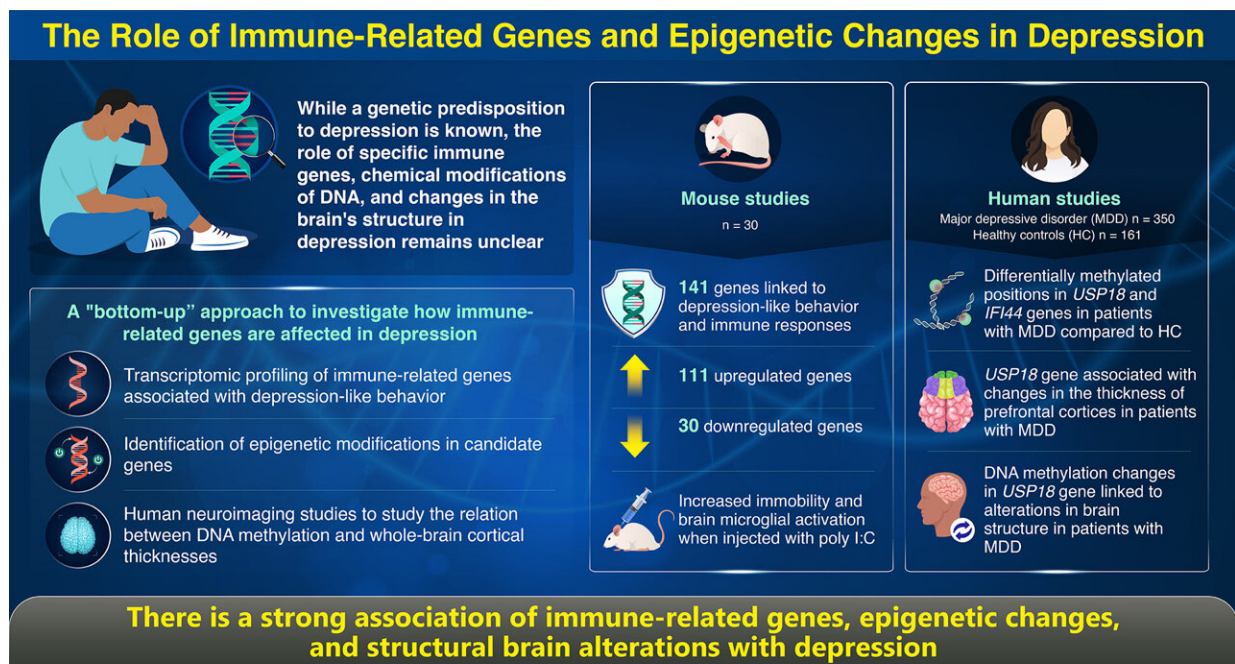 The Role of Immune-Related Genes and Epigenetic Changes in Depression
While a genetic predisposition
to depression is known, the
role of specific immune
genes, chemical modifications
of DNA, and changes in the
brain's structure in
depression remains unclear
A "bottom-up” approach to investigate how immune-
related genes are affected in depression
Transcriptomic profiling of immune-related genes
associated with depression-like behavior
Identification of epigenetic modifications in candidate
genes
Human neuroimaging studies to study the relation
between DNA methylation and whole-brain cortical
thicknesses
Mouse studies
n = 30
141 genes linked to
depression-like behavior
and immune responses
111 upregulated genes
30 downregulated genes
Increased immobility and
brain microglial activation
when injected with poly I:C
Human studies
Major depressive disorder (MDD) n = 350
Healthy controls (HC) n = 161
Differentially methylated
positions in USP18 and
IFI44 genes in patients
with MDD compared to HC
USP18 gene associated with
changes in the thickness of
prefrontal cortices in patients
with MDD
DNA methylation changes
in USP18 gene linked to
alterations in brain
structure in patients with
MDD
There is a strong association of immune-related genes, epigenetic changes,
and structural brain alterations with depression